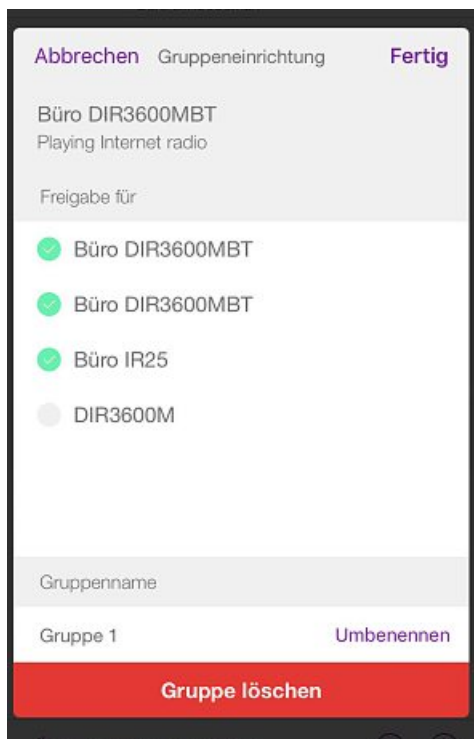 Abbrechen Gruppeneinrichtung Fertig
Büro DIR3600MBT
Playing Internet radio
Freigabe für
Büro DIR3600MBT
Büro DIR3600MBT
Büro IR25
DIR3600M
Gruppenname
Gruppe 1 Umbenennen
Gruppe löschen